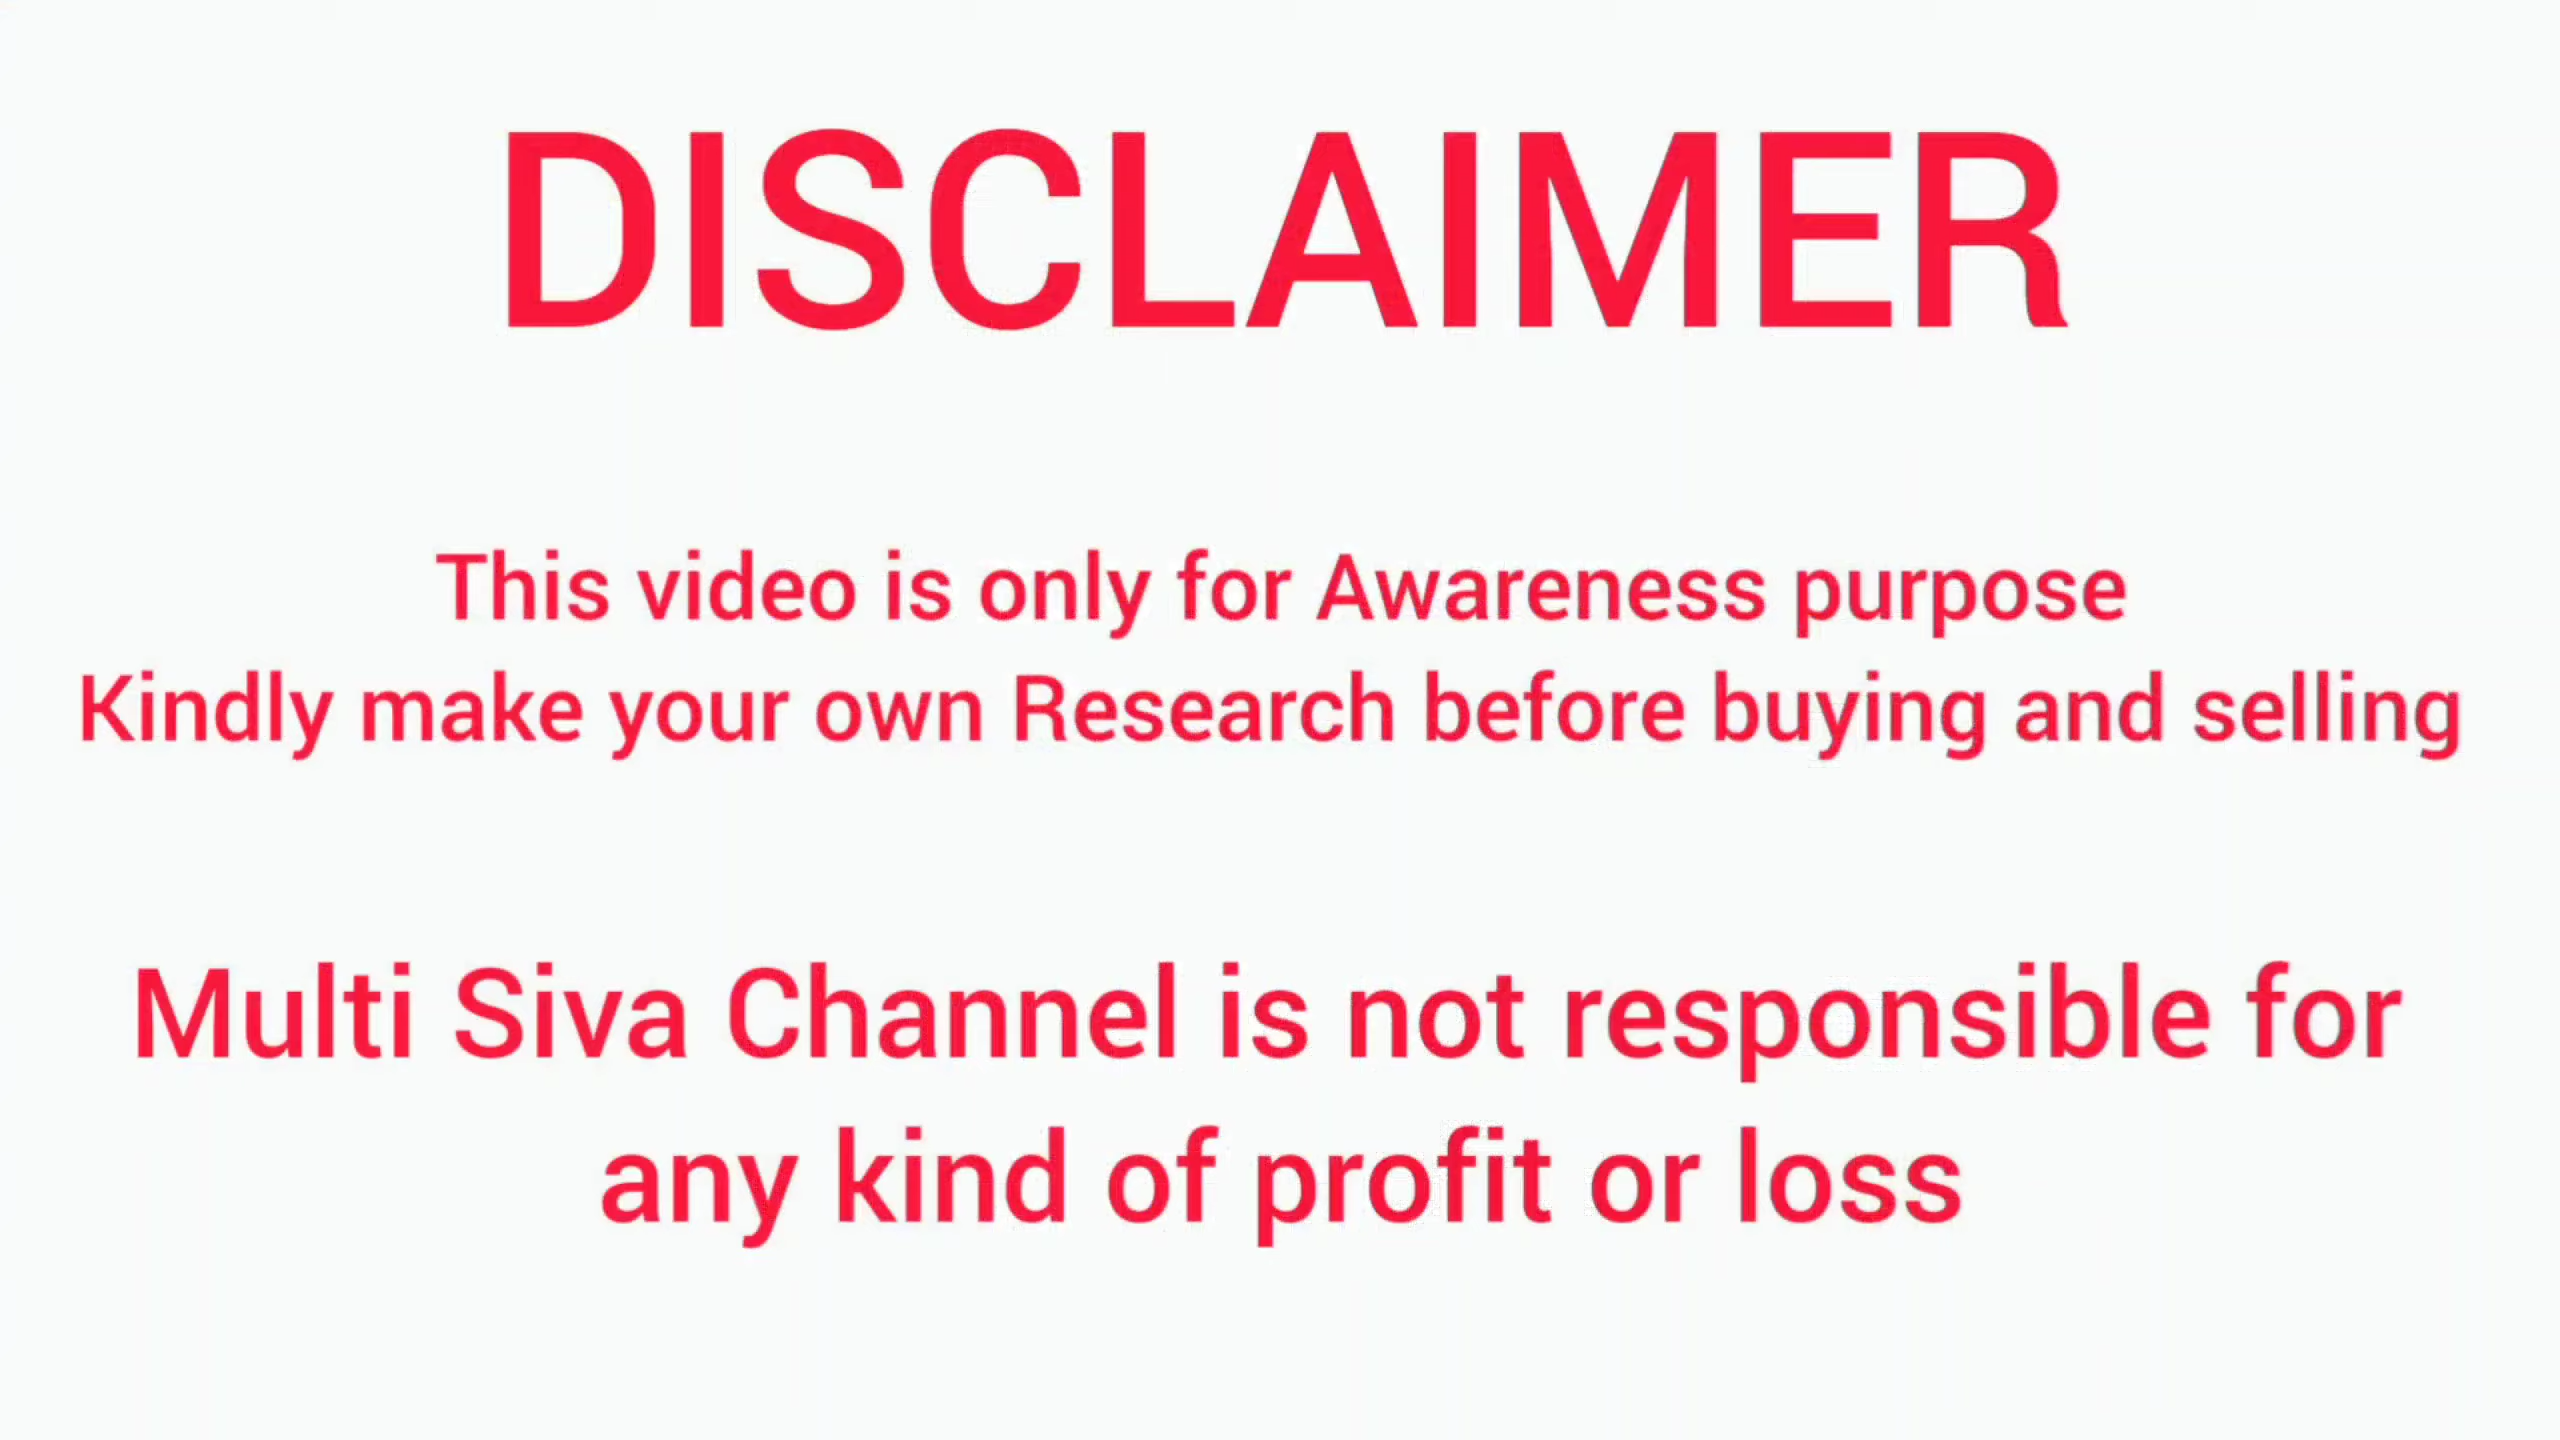 DISCLAIMER
This video is only for Awareness purpose
Kindly make your own Research before buying and selling
Multi Siva Channel is not responsible for
any kind of profit or loss